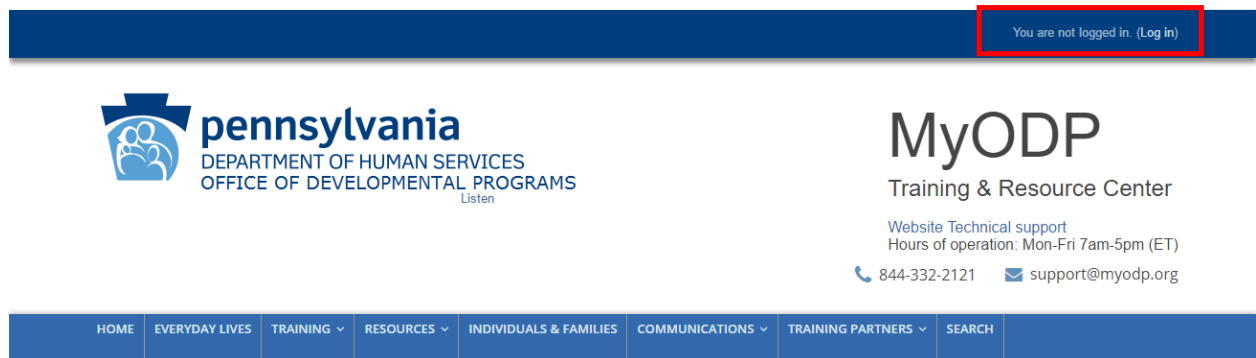 You are not logged in. (Log in)
pennsylvania
DEPARTMENT OF HUMAN SERVICES
OFFICE OF DEVELOPMENTAL PROGRAMS
Listen
MyODP
Training & Resource Center
Website Technical support
Hours of operation: Mon-Fri 7am-5pm (ET)
844-332-2121 support@myodp.org
HOME EVERYDAY LIVES TRAINING RESOURCES INDIVIDUALS & FAMILIES COMMUNICATIONS TRAINING PARTNERS SEARCH